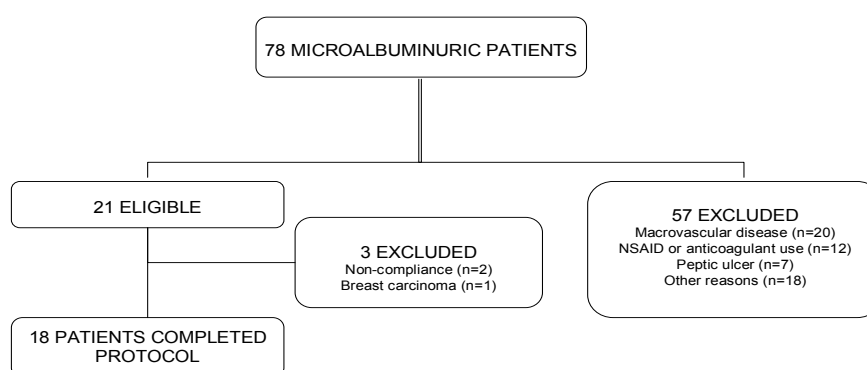 78 MICROALBUMINURIC PATIENTS
21 ELIGIBLE
57 EXCLUDED
Macrovascular disease (n=20)
NSAID or anticoagulant use (n=12)
Peptic ulcer (n=7)
Other reasons (n=18)
3 EXCLUDED
Non-compliance (n=2)
Breast carcinoma (n=1)
18 PATIENTS COMPLETED
PROTOCOL